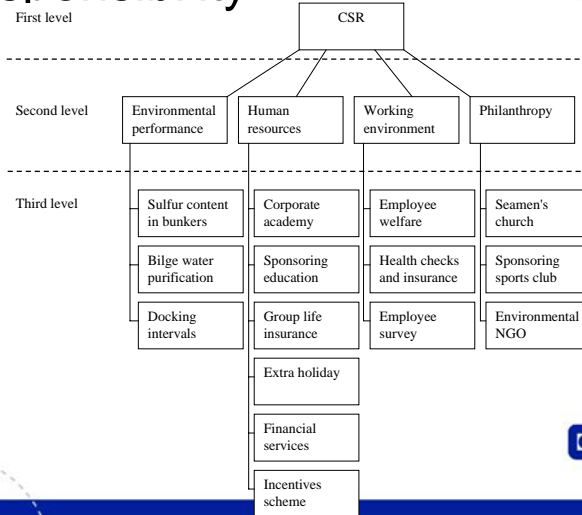 First level
CSR
Second level
Environmental
performance
Human
resources
Working
environment
Philanthropy
Third level
Sulfur content
in bunkers
Corporate
academy
Employee
welfare
Seamen's
church
Bilge water
purification
Sponsoring
education
Health checks
and insurance
Sponsoring
sports club
Docking
intervals
Group life
insurance
Employee
survey
Environmental
NGO
Extra holiday
Financial
services
Incentives
scheme